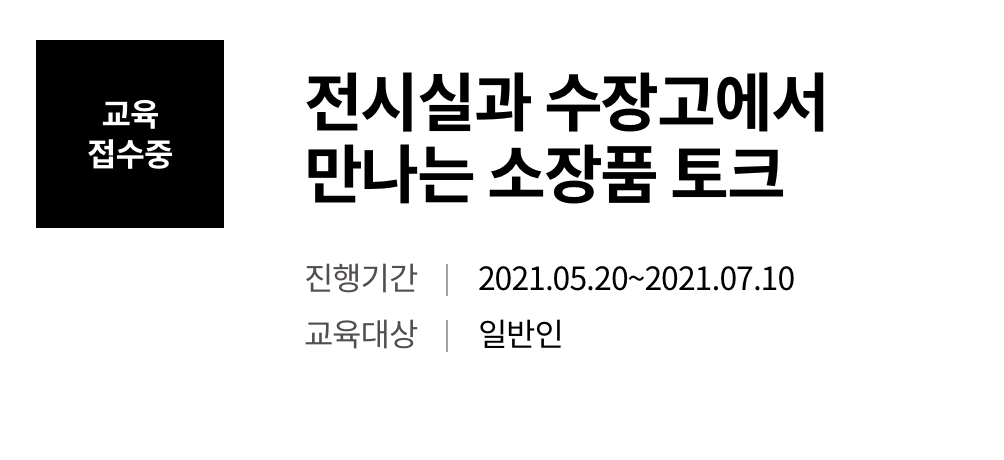 교육
접수중
전시실과 수장고에서
만나는 소장품 토크
진행기간 | 2021.05.20~2021.07.10
교육대상 | 일반인